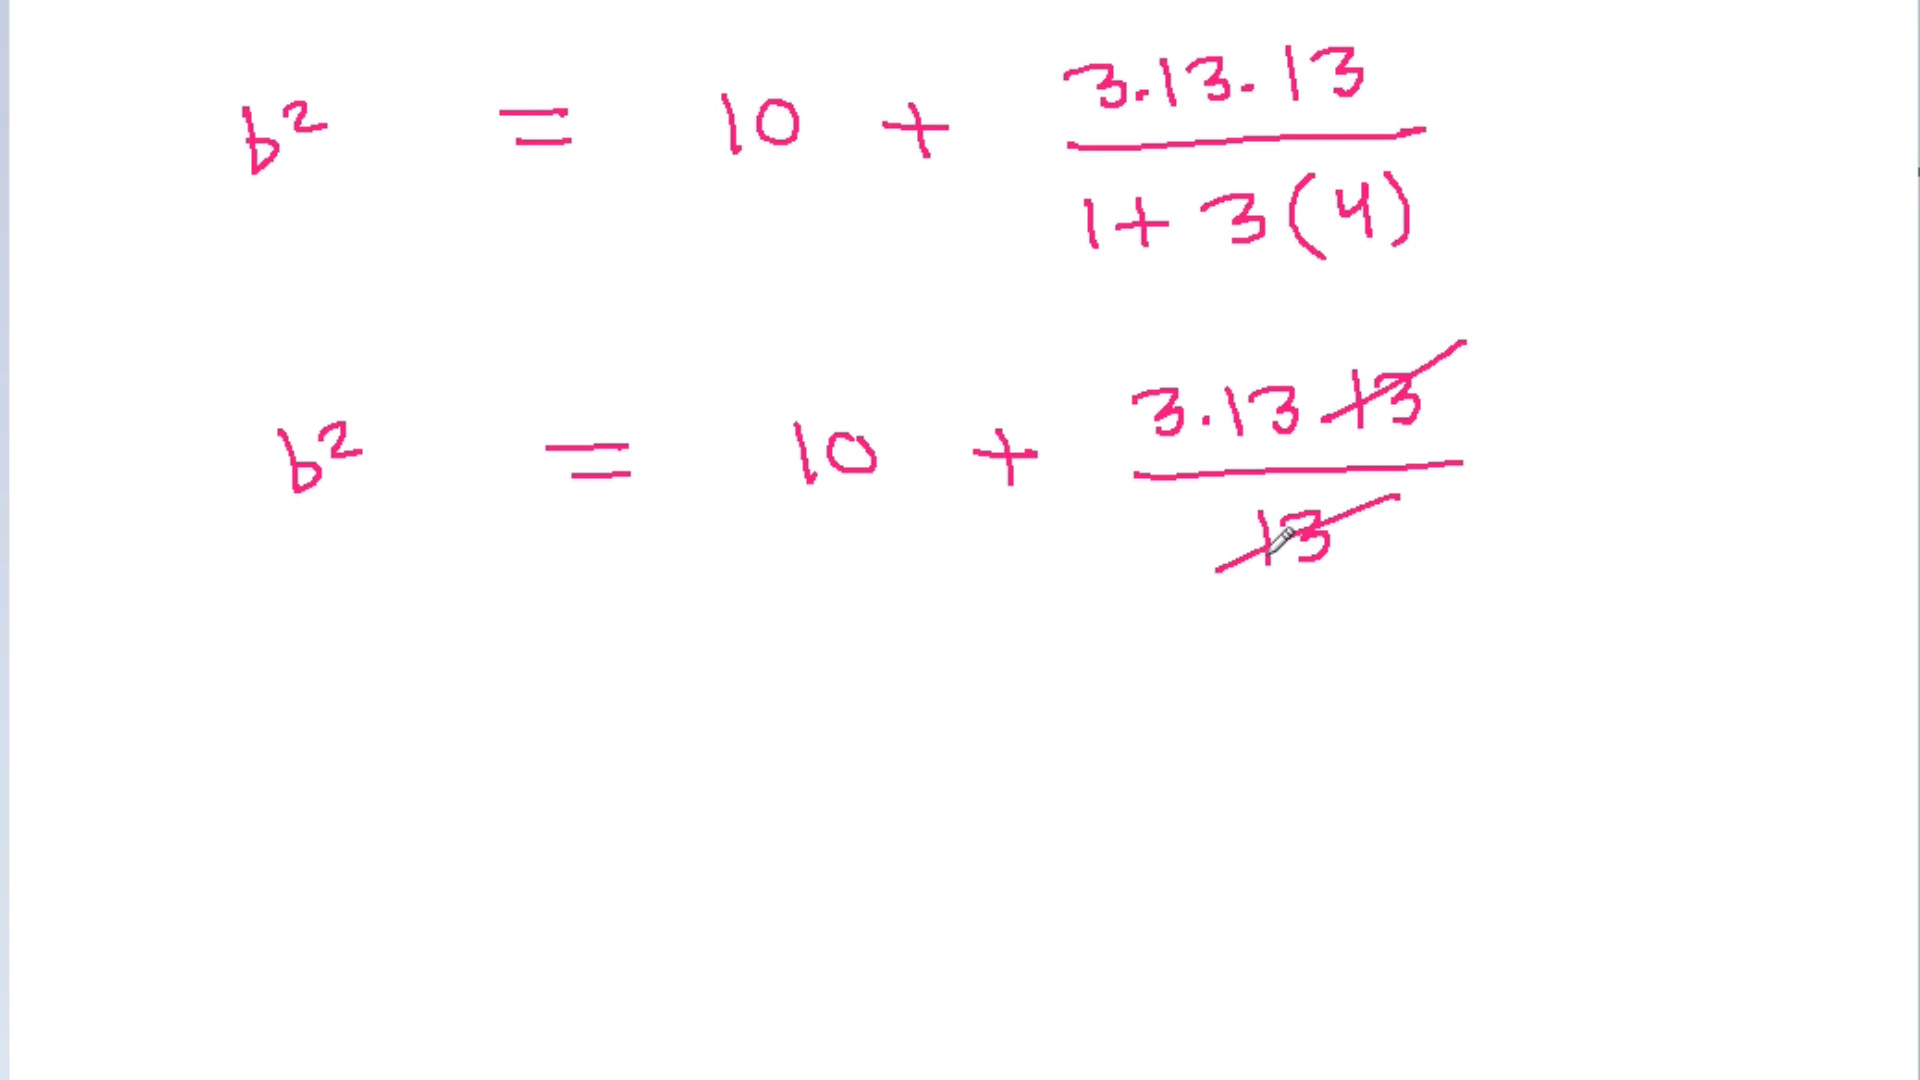 b² = 10 + 3.13.13 / 1 + 3(4)
b² = 10 + 3.13 13 / 13